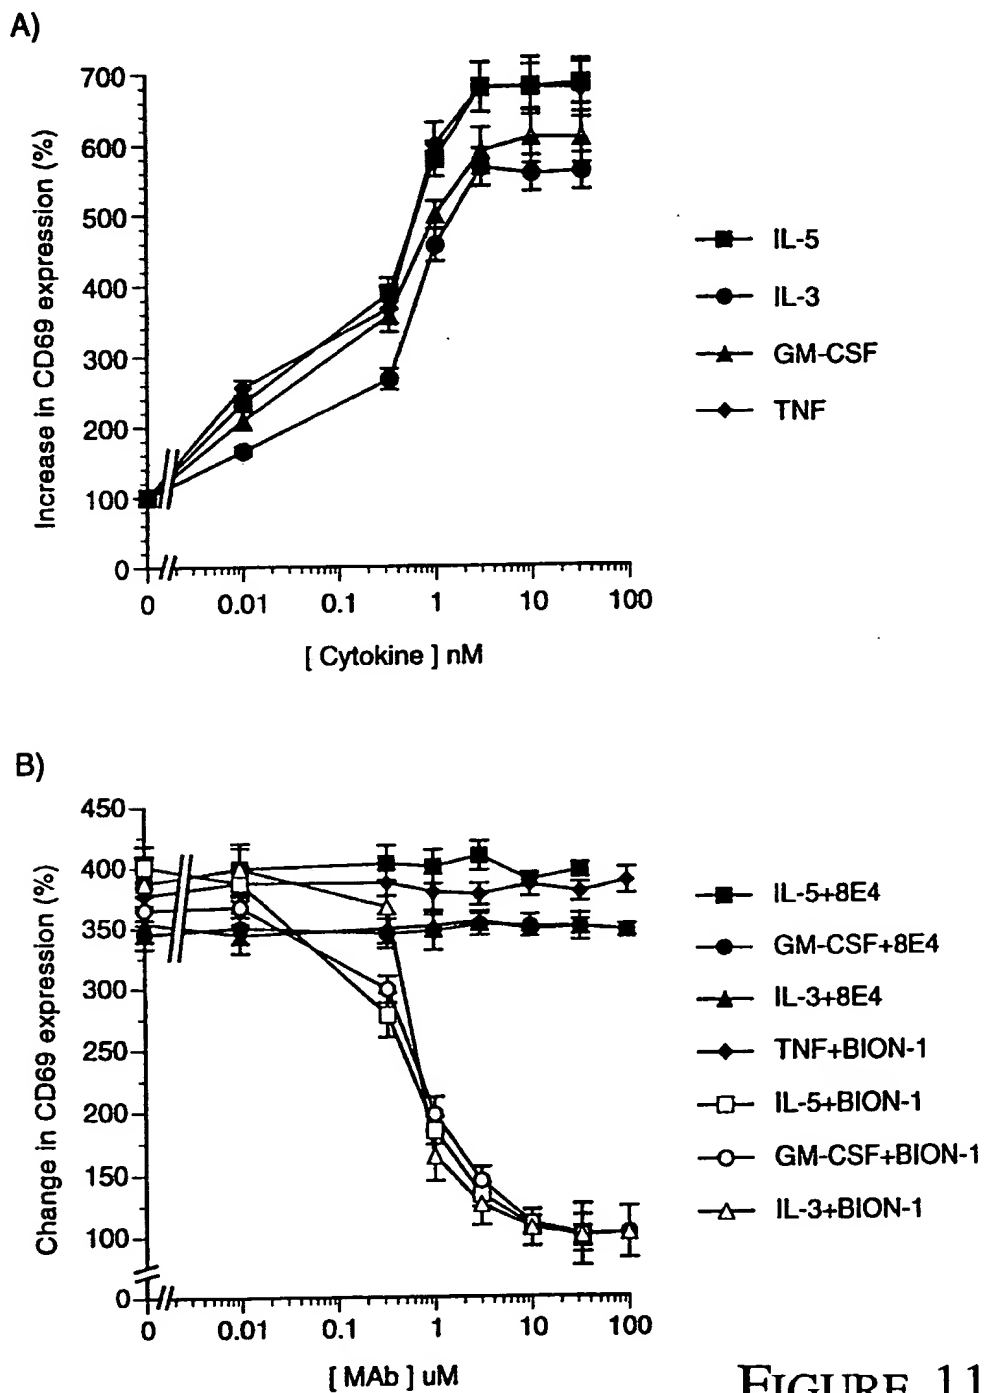 A)
Increase in CD69 expression (%)
700
600
500
400
300
200
100
0
0 0.01 0.1 1 10 100
[ Cytokine ] nM
IL-5
IL-3
GM-CSF
TNF
B)
Change in CD69 expression (%)
450
400
350
300
250
200
150
100
0
0 0.01 0.1 1 10 100
[ MAb ] uM
IL-5+8E4
GM-CSF+8E4
IL-3+8E4
TNF+BION-1
IL-5+BION-1
GM-CSF+BION-1
IL-3+BION-1
FIGURE 11